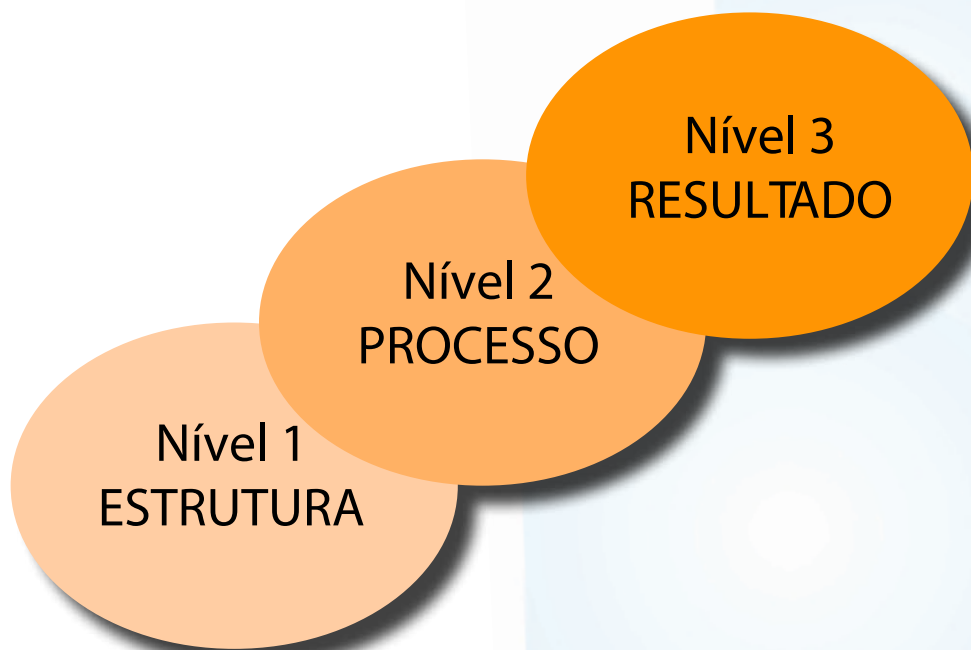 Nível 3
RESULTADO
Nível 2
PROCESSO
Nível 1
ESTRUTURA